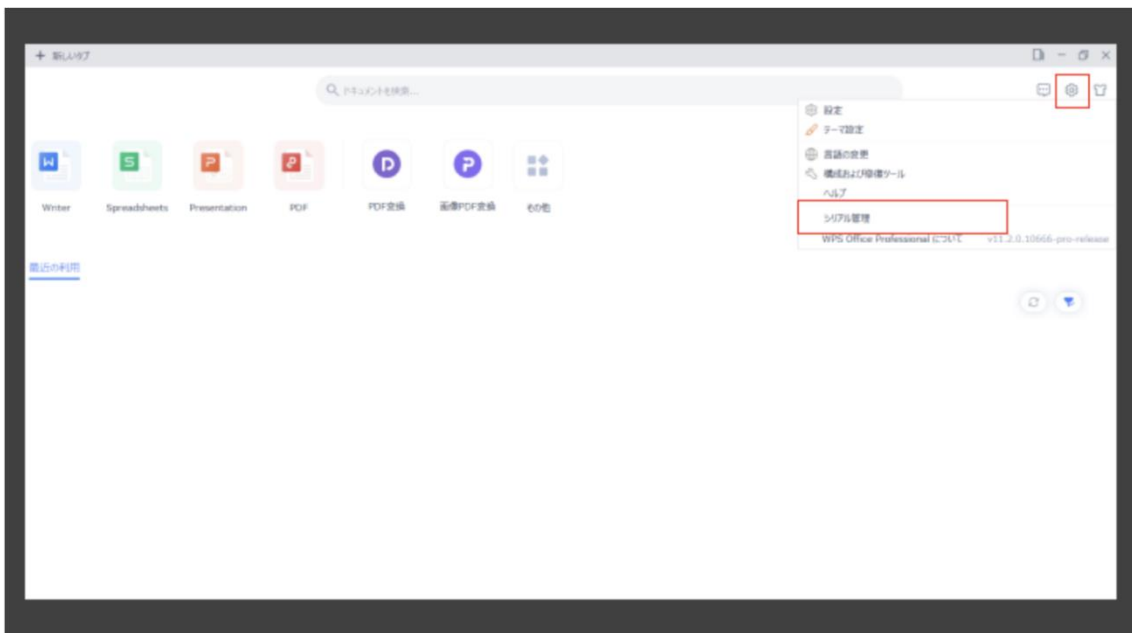 新しいタブ
ドキュメントを検索...
設定
テーマ設定
言語の変更
構成および修復ツール
ヘルプ
シリアル管理
WPS Office Professional について v11.2.0.10666-pro-release
Writer Spreadsheets Presentation PDF PDF変換 画像PDF変換 その他
最近の利用